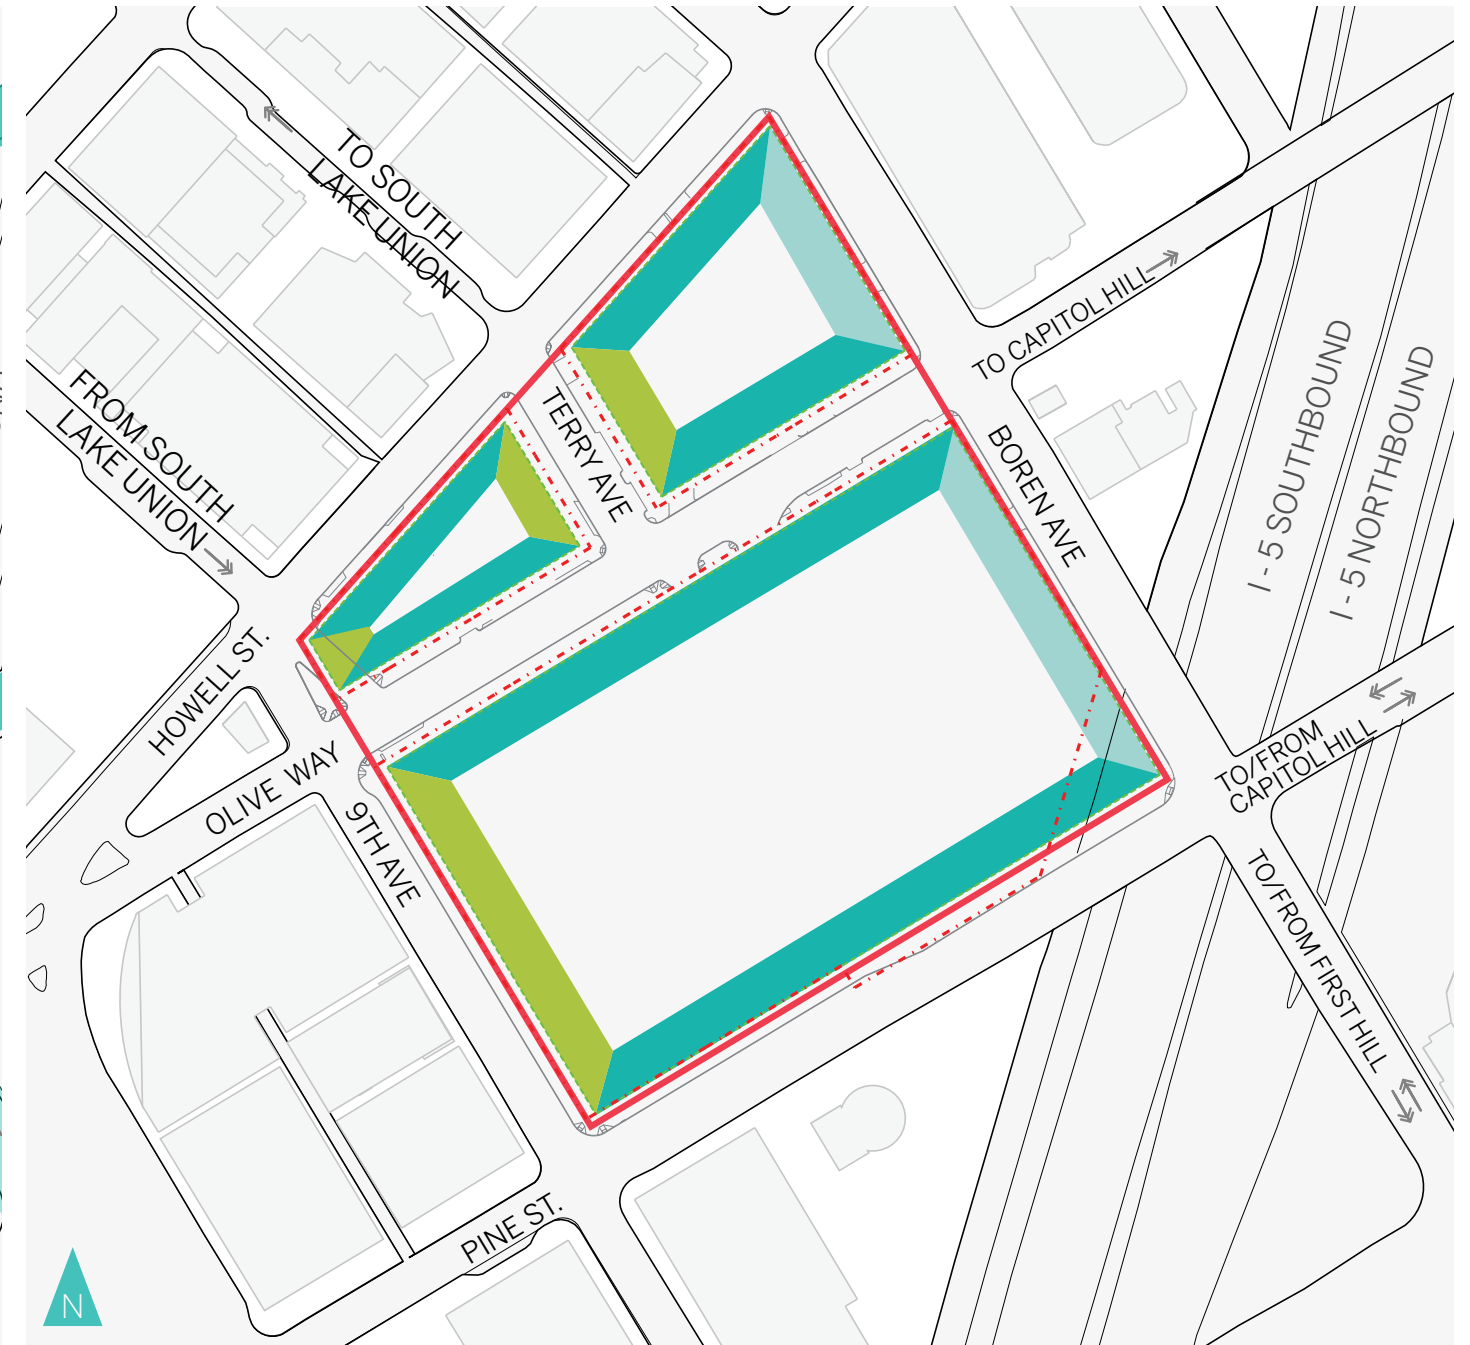 TO SOUTH
LAKE UNION
TO CAPITOL HILL
I - 5 SOUTHBOUND
I - 5 NORTHBOUND
FROM SOUTH
LAKE UNION
TERRY AVE
BOREN AVE
HOWELL ST.
OLIVE WAY
9TH AVE
TO/FROM
CAPITOL HILL
TO/FROM FIRST HILL
PINE ST.
N